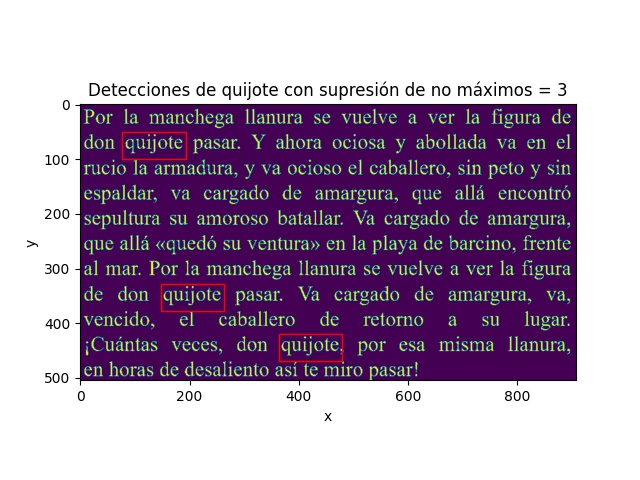 Detecciones de quijote con supresión de no máximos = 3
0
Por la manchega llanura se vuelve a ver la figura de
don quijote pasar. Y ahora ociosa y abollada va en el
100
rucio la armadura, y va ocioso el caballero, sin peto y sin
espaldar, va cargado de amargura, que allá encontró
200
sepultura su amoroso batallar. Va cargado de amargura,
y
que allá «quedó su ventura» en la playa de barcino, frente
300
al mar. Por la manchega llanura se vuelve a ver la figura
de don quijote pasar. Va cargado de amargura, va,
400
vencido, el caballero de retorno a su lugar.
¡Cuántas veces, don quijote, por esa misma llanura,
500
en horas de desaliento así te miro pasar!
0 200 400 600 800
x